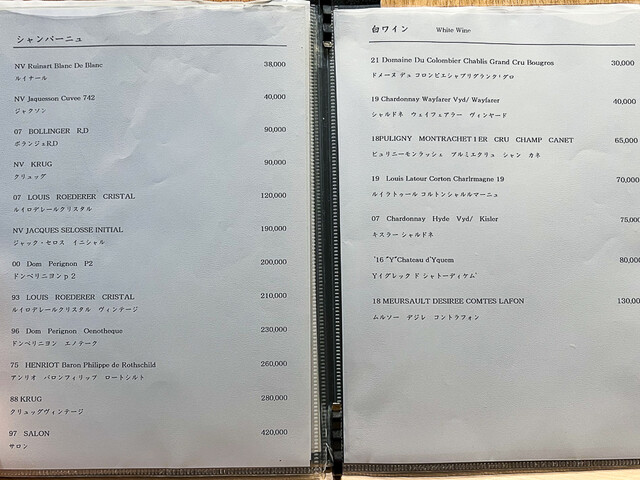 シャンパーニュ
NV Ruinart Blanc De Blanc 38,000
ルイナール
NV Jaquesson Cuvee 742 40,000
ジャクソン
07 BOLLINGER R,D 90,000
ボランジェR,D
NV KRUG 90,000
クリュッグ
07 LOUIS ROEDERER CRISTAL 120,000
ルイロデレールクリスタル
NV JACQUES SELOSSE INITIAL 190,000
ジャック・セロス イニシャル
00 Dom Perignon P2 200,000
ドンペリニヨンp2
93 LOUIS ROEDERER CRISTAL 210,000
ルイロデレールクリスタル ヴィンテージ
96 Dom Perignon Oenotheque 230,000
ドンペリニヨン エノテーク
75 HENRIOT Baron Philippe de Rothschild 260,000
アンリオ バロンフィリップ ロートシルト
88 KRUG 280,000
クリュッグヴィンテージ
97 SALON 420,000
サロン
白ワイン White Wine
21 Domaine Du Colombier Chablis Grand Cru Bougros 30,000
ドメーヌ デュ コロンビエシャブリグランク・グロ
19 Chardonnay Wayfarer Vyd/ Wayfarer 40,000
シャルドネ ウェイフェアラー ヴィンヤード
18PULIGNY MONTRACHET 1ER CRU CHAMP CANET 65,000
ピュリニーモンラッシェ プルミエクリュ シャン カネ
19 Louis Latour Corton Charlrmagne 19 70,000
ルイラトゥール コルトンシャルルマーニュ
07 Chardonnay Hyde Vyd/ Kisler 75,000
キスラー シャルドネ
'16 "Y"Chateau d'Yquem 80,000
Yイグレック ド シャトーディケム
18 MEURSAULT DESIREE COMTES LAFON 130,00
ムルソー デジレ コントラフォン